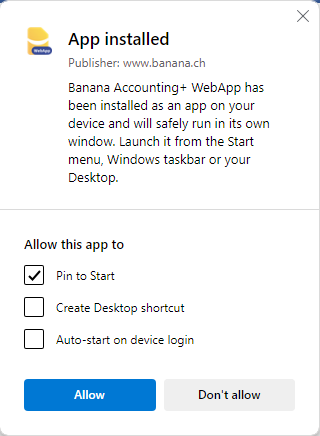 App installed
WebApp
Publisher: www.banana.ch
Banana Accounting+ WebApp has
been installed as an app on your
device and will safely run in its own
window. Launch it from the Start
menu, Windows taskbar or your
Desktop.
Allow this app to
Pin to Start
Create Desktop shortcut
Auto-start on device login
Allow
Don't allow